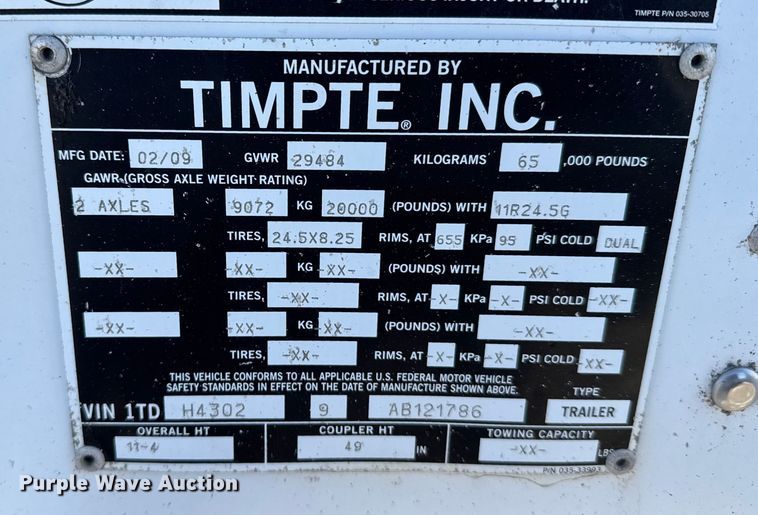 SERIOUS INJURY OR DEATH.
TIMPTE P/N 035-30705
MANUFACTURED BY
TIMPTE® INC.
MFG DATE: 02/09 GVWR 29484 KILOGRAMS 65 ,000 POUNDS
GAWR (GROSS AXLE WEIGHT RATING)
2 AXLES 9072 KG 20000 (POUNDS) WITH 11R24.5G
TIRES, 24.5X8.25 RIMS, AT 655 KPa 95 PSI COLD DUAL
-XX- -XX- KG -XX- (POUNDS) WITH -XX-
TIRES, -XX- RIMS, AT -X- KPa -X- PSI COLD -XX-
-XX- -XX- KG -XX- (POUNDS) WITH -XX-
TIRES, -XX- RIMS, AT -X- KPa -X- PSI COLD -XX-
THIS VEHICLE CONFORMS TO ALL APPLICABLE U.S. FEDERAL MOTOR VEHICLE
SAFETY STANDARDS IN EFFECT ON THE DATE OF MANUFACTURE SHOWN ABOVE.
TYPE
VIN 1TD H4302 9 AB121786 TRAILER
OVERALL HT COUPLER HT TOWING CAPACITY
11-4 49 IN -XX- LBS
P/N 035-33993
Purple Wave Auction